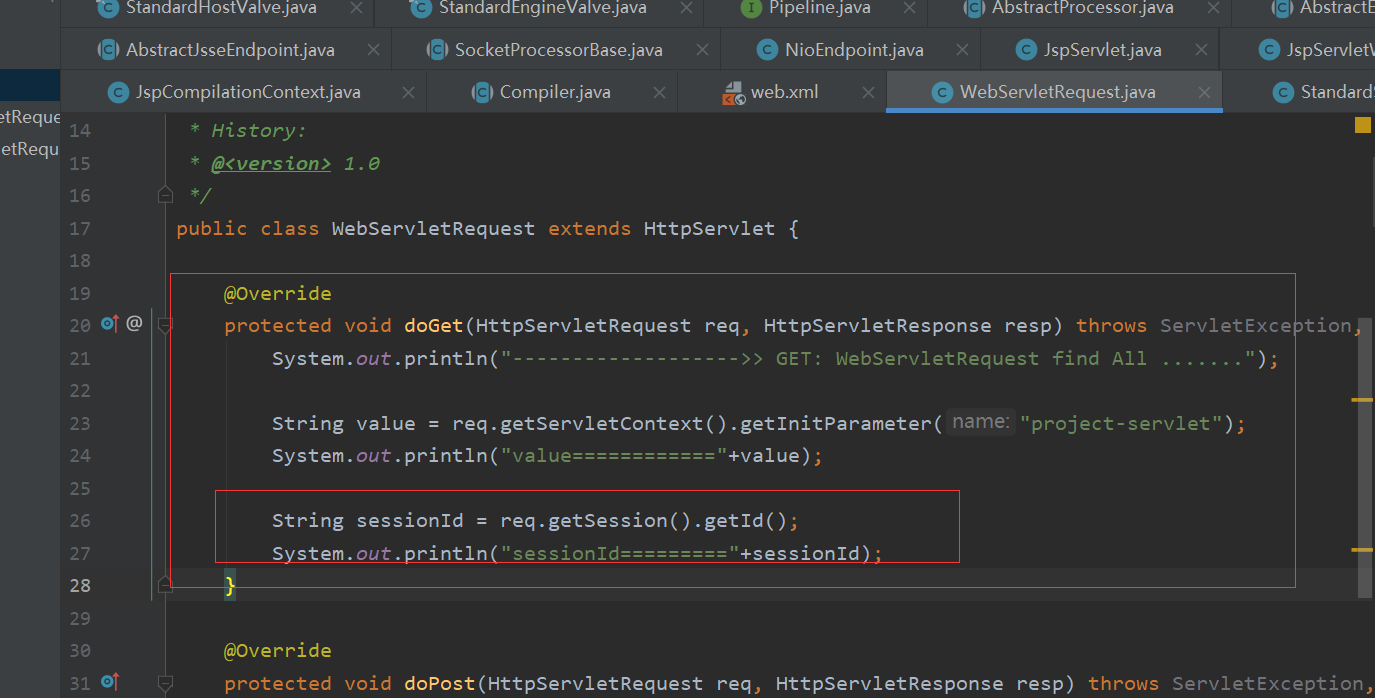 StandardHostValve.java StandardEngineValve.java Pipeline.java AbstractProcessor.java
AbstractJsseEndpoint.java SocketProcessorBase.java NioEndpoint.java JspServlet.java
JspCompilationContext.java Compiler.java web.xml WebServletRequest.java
14 * History:
15 * @<version> 1.0
16 */
17 public class WebServletRequest extends HttpServlet {
18
19 @Override
20 @ protected void doGet(HttpServletRequest req, HttpServletResponse resp) throws ServletException,
21 System.out.println("------------------->> GET: WebServletRequest find All .......");
22
23 String value = req.getServletContext().getInitParameter( name: "project-servlet");
24 System.out.println("value============"+value);
25
26 String sessionId = req.getSession().getId();
27 System.out.println("sessionId========="+sessionId);
28 }
29
30 @Override
31 protected void doPost(HttpServletRequest req, HttpServletResponse resp) throws ServletException,